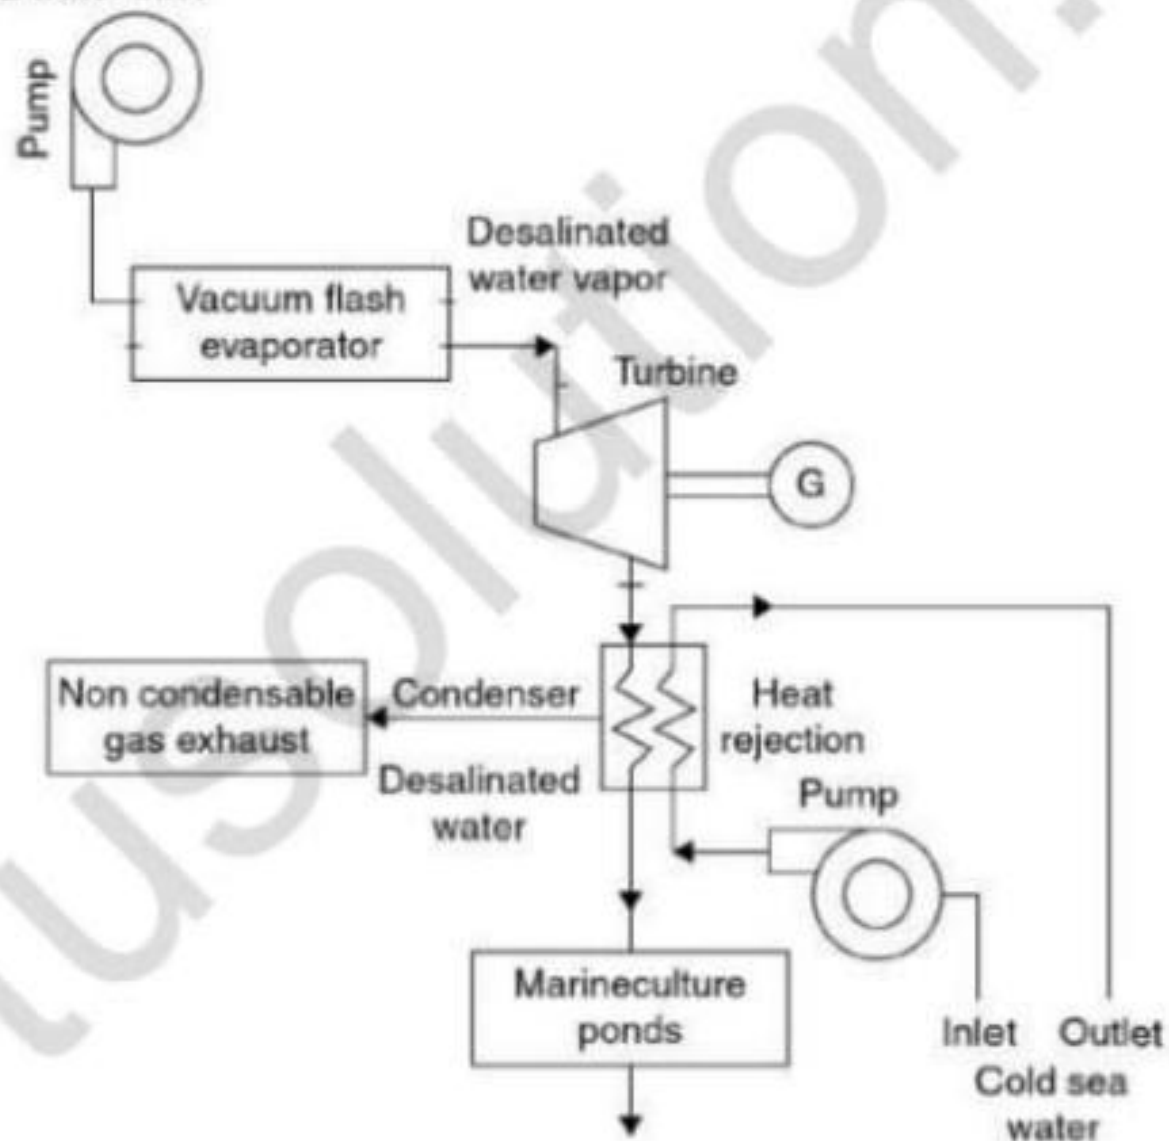 Pump
Desalinated
water vapor
Vacuum flash
evaporator
Turbine
G
Non condensable
gas exhaust
Condenser
Heat
rejection
Desalinated
water
Pump
Marineculture
ponds
Inlet
Outlet
Cold sea
water